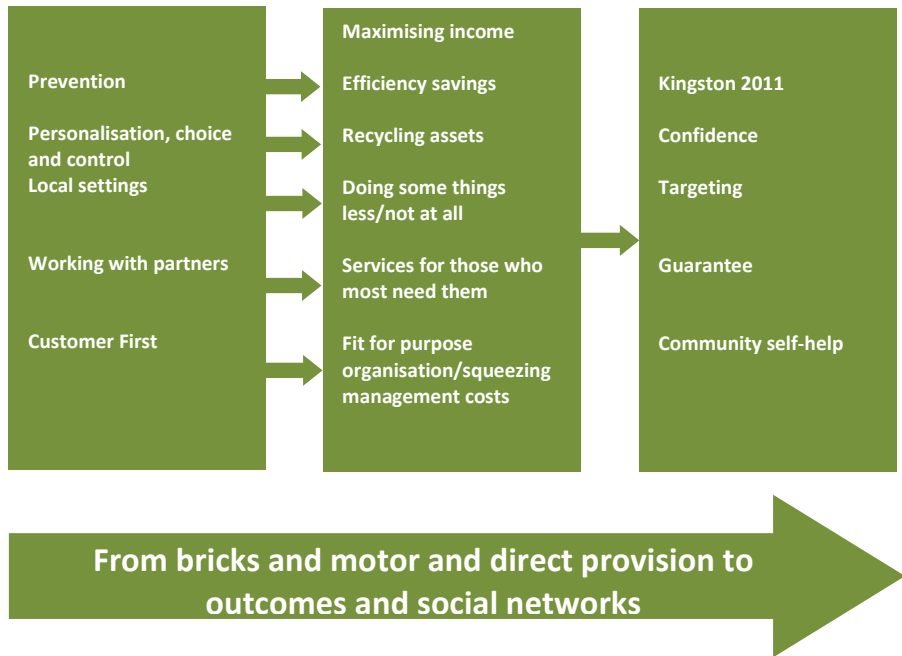 Prevention
Personalisation, choice
and control
Local settings
Working with partners
Customer First
Maximising income
Efficiency savings
Recycling assets
Doing some things
less/not at all
Services for those who
most need them
Fit for purpose
organisation/squeezing
management costs
Kingston 2011
Confidence
Targeting
Guarantee
Community self-help
From bricks and motor and direct provision to
outcomes and social networks